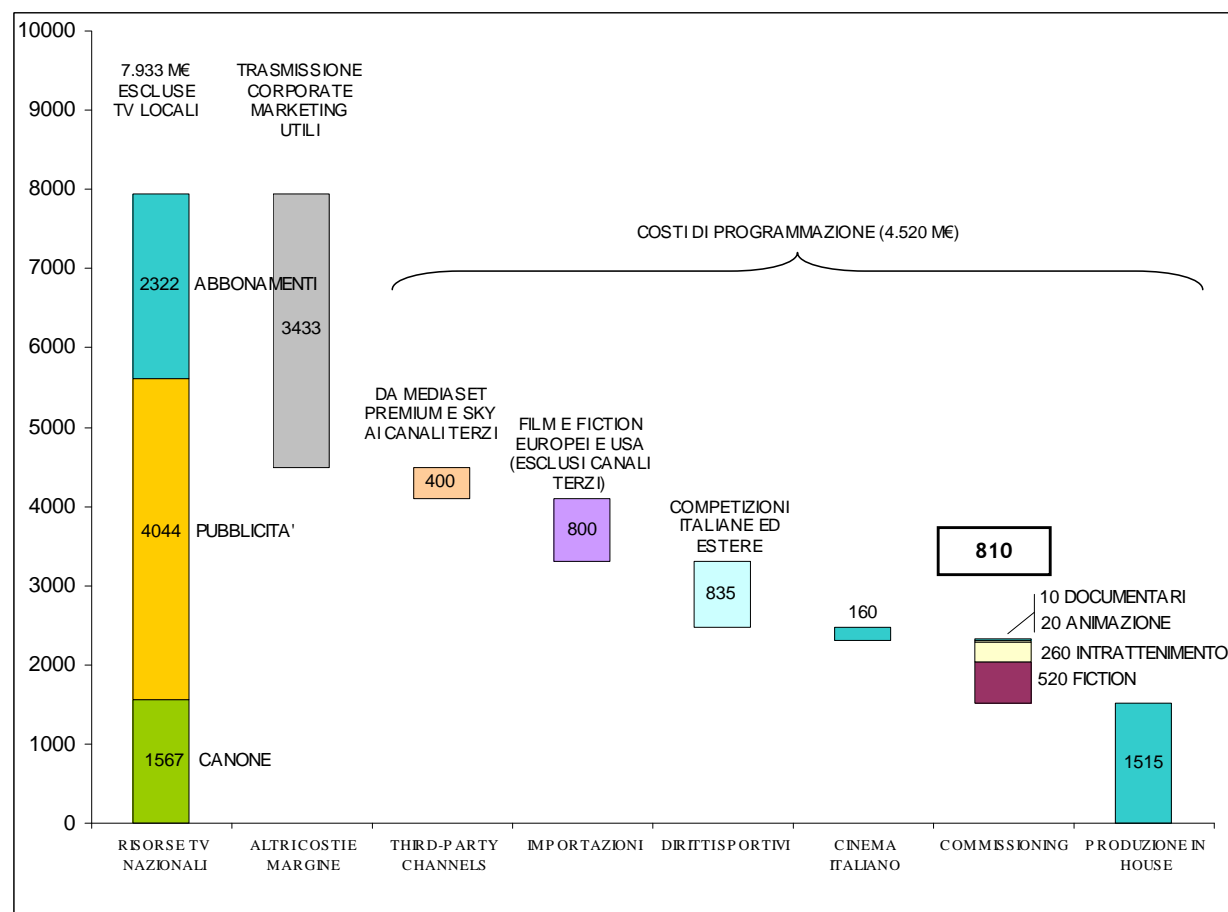 10000
9000
8000
7000
6000
5000
4000
3000
2000
1000
0
7.933 M€
ESCLUSE
TV LOCALI
TRASMISSIONE
CORPORATE
MARKETING
UTILI
COSTI DI PROGRAMMAZIONE (4.520 M€)
2322 ABBONAMENTI
4044 PUBBLICITA'
1567 CANONE
3433
DA MEDIASET
PREMIUM E SKY
AI CANALI TERZI
400
FILM E FICTION
EUROPEI E USA
(ESCLUSI CANALI
TERZI)
800
COMPETIZIONI
ITALIANE ED
ESTERE
835
160
810
10 DOCUMENTARI
20 ANIMAZIONE
260 INTRATTENIMENTO
520 FICTION
1515
RISORSE TV
NAZIONALI
ALTRI COSTI E
MARGINE
THIRD-PARTY
CHANNELS
IMPORTAZIONI
DIRITTI SPORTIVI
CINEMA
ITALIANO
COMMISSIONING
PRODUZIONE IN
HOUSE